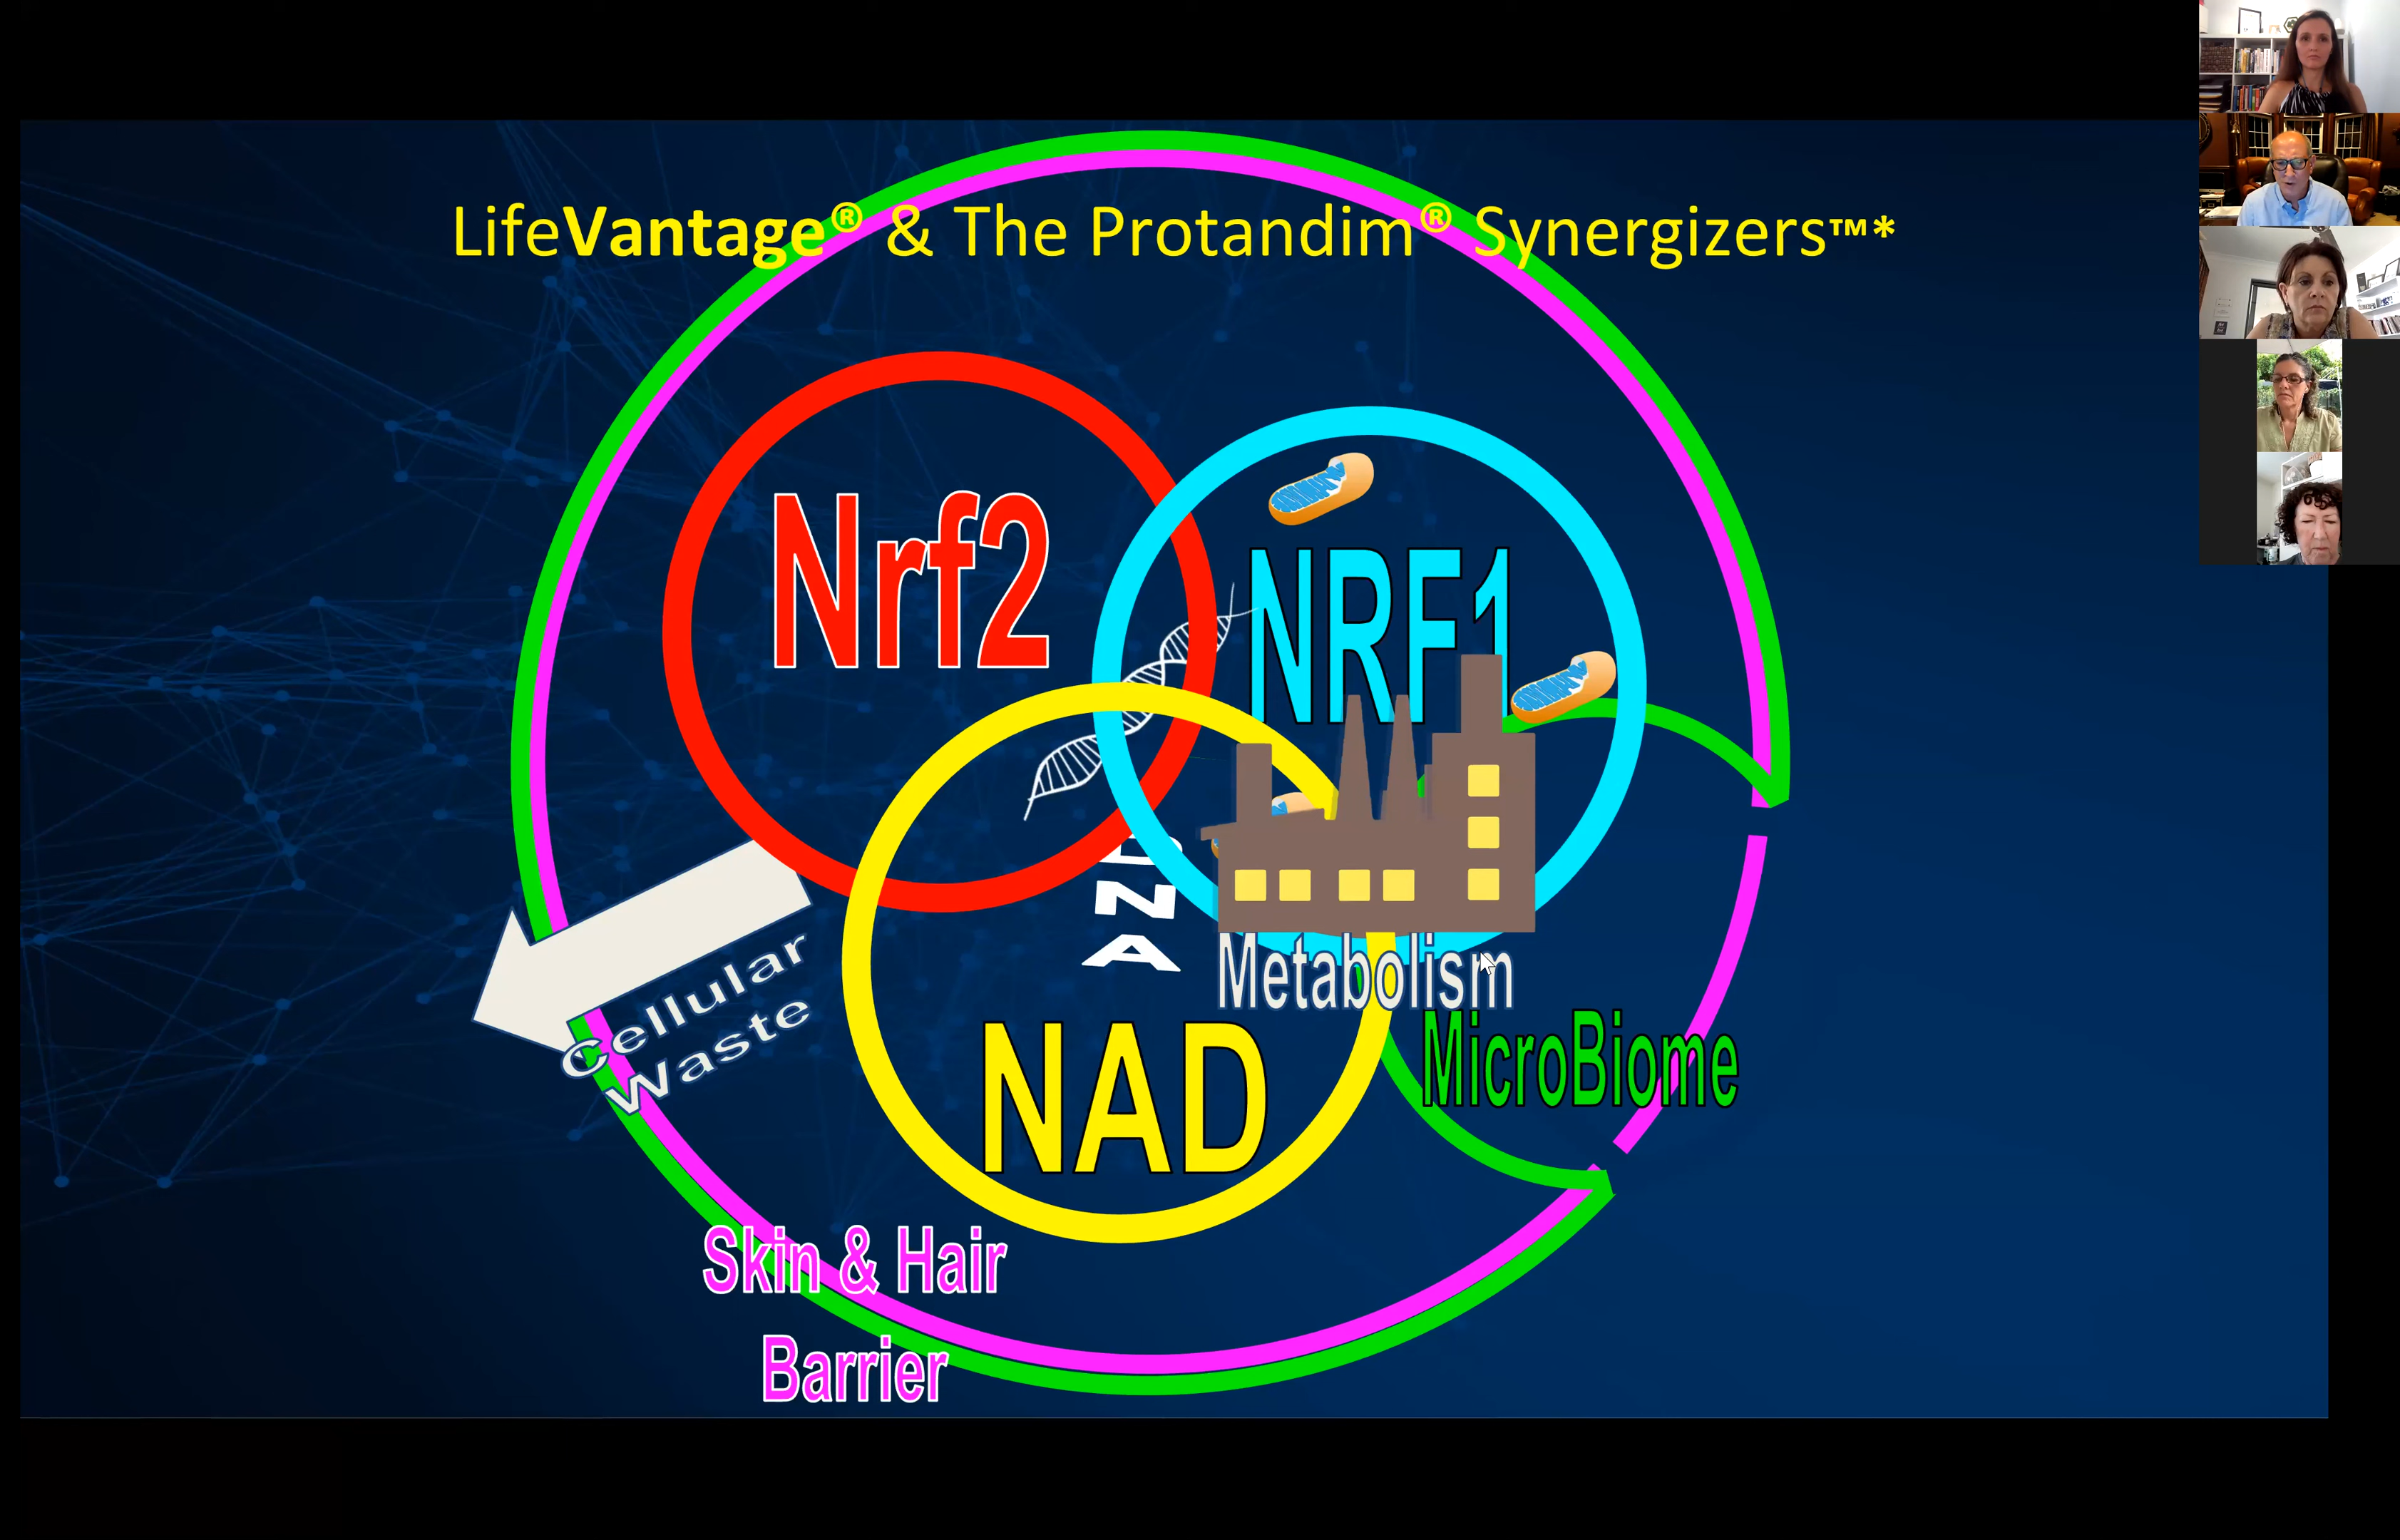 LifeVantage® & The Protandim® Synergizers™*
Nrf2
NRF1
DNA
Metabolism
Cellular
Waste
NAD
MicroBiome
Skin & Hair
Barrier